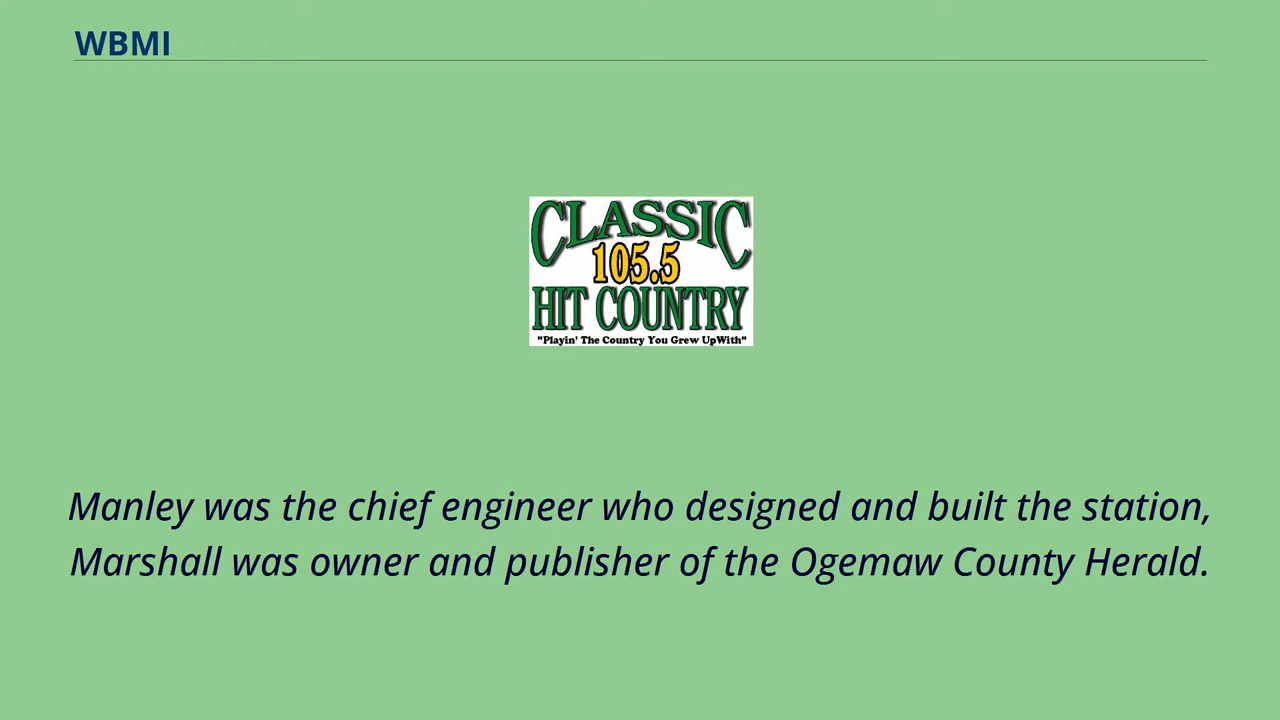 WBMI
CLASSIC
105.5
HIT COUNTRY
"Playin' The Country You Grew UpWith"
Manley was the chief engineer who designed and built the station,
Marshall was owner and publisher of the Ogemaw County Herald.